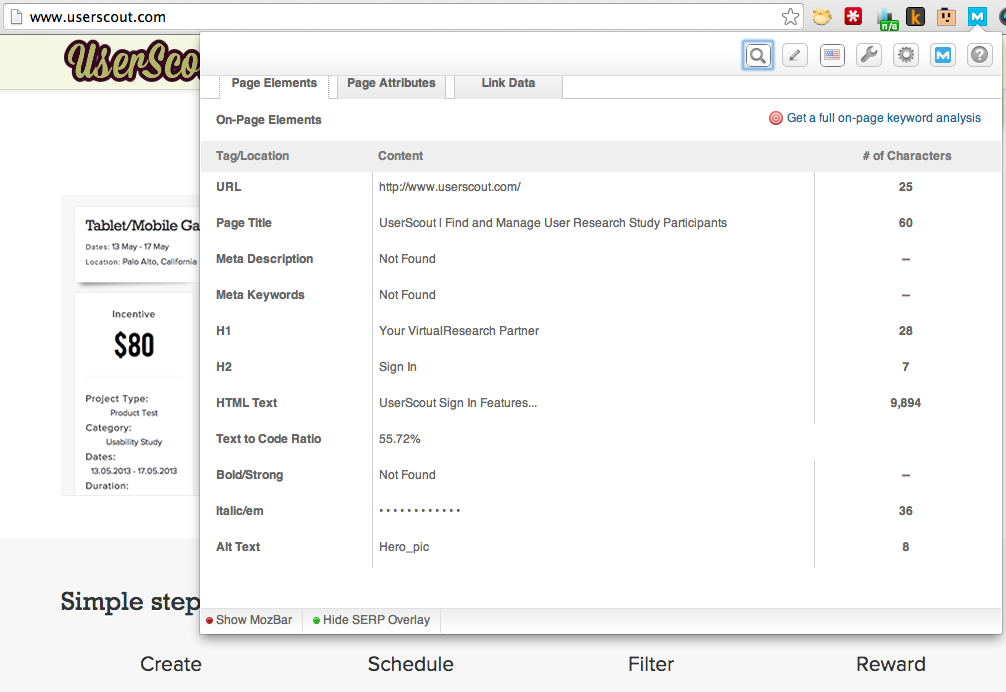 www.userscout.com
n/a
k
M
UserSco
M
?
Page Elements
Page Attributes
Link Data
On-Page Elements
Get a full on-page keyword analysis
Tag/Location Content # of Characters
URL http://www.userscout.com/ 25
Page Title UserScout | Find and Manage User Research Study Participants 60
Meta Description Not Found --
Meta Keywords Not Found --
H1 Your VirtualResearch Partner 28
H2 Sign In 7
HTML Text UserScout Sign In Features... 9,894
Text to Code Ratio 55.72%
Bold/Strong Not Found --
Italic/em • • • • • • • • • • • • 36
Alt Text Hero_pic 8
Show MozBar
Hide SERP Overlay
Tablet/Mobile Ga
Dates: 13 May - 17 May
Location: Palo Alto, California
Incentive
$80
Project Type:
Product Test
Category:
Usability Study
Dates:
13.05.2013 - 17.05.2013
Duration:
Simple step
Create
Schedule
Filter
Reward